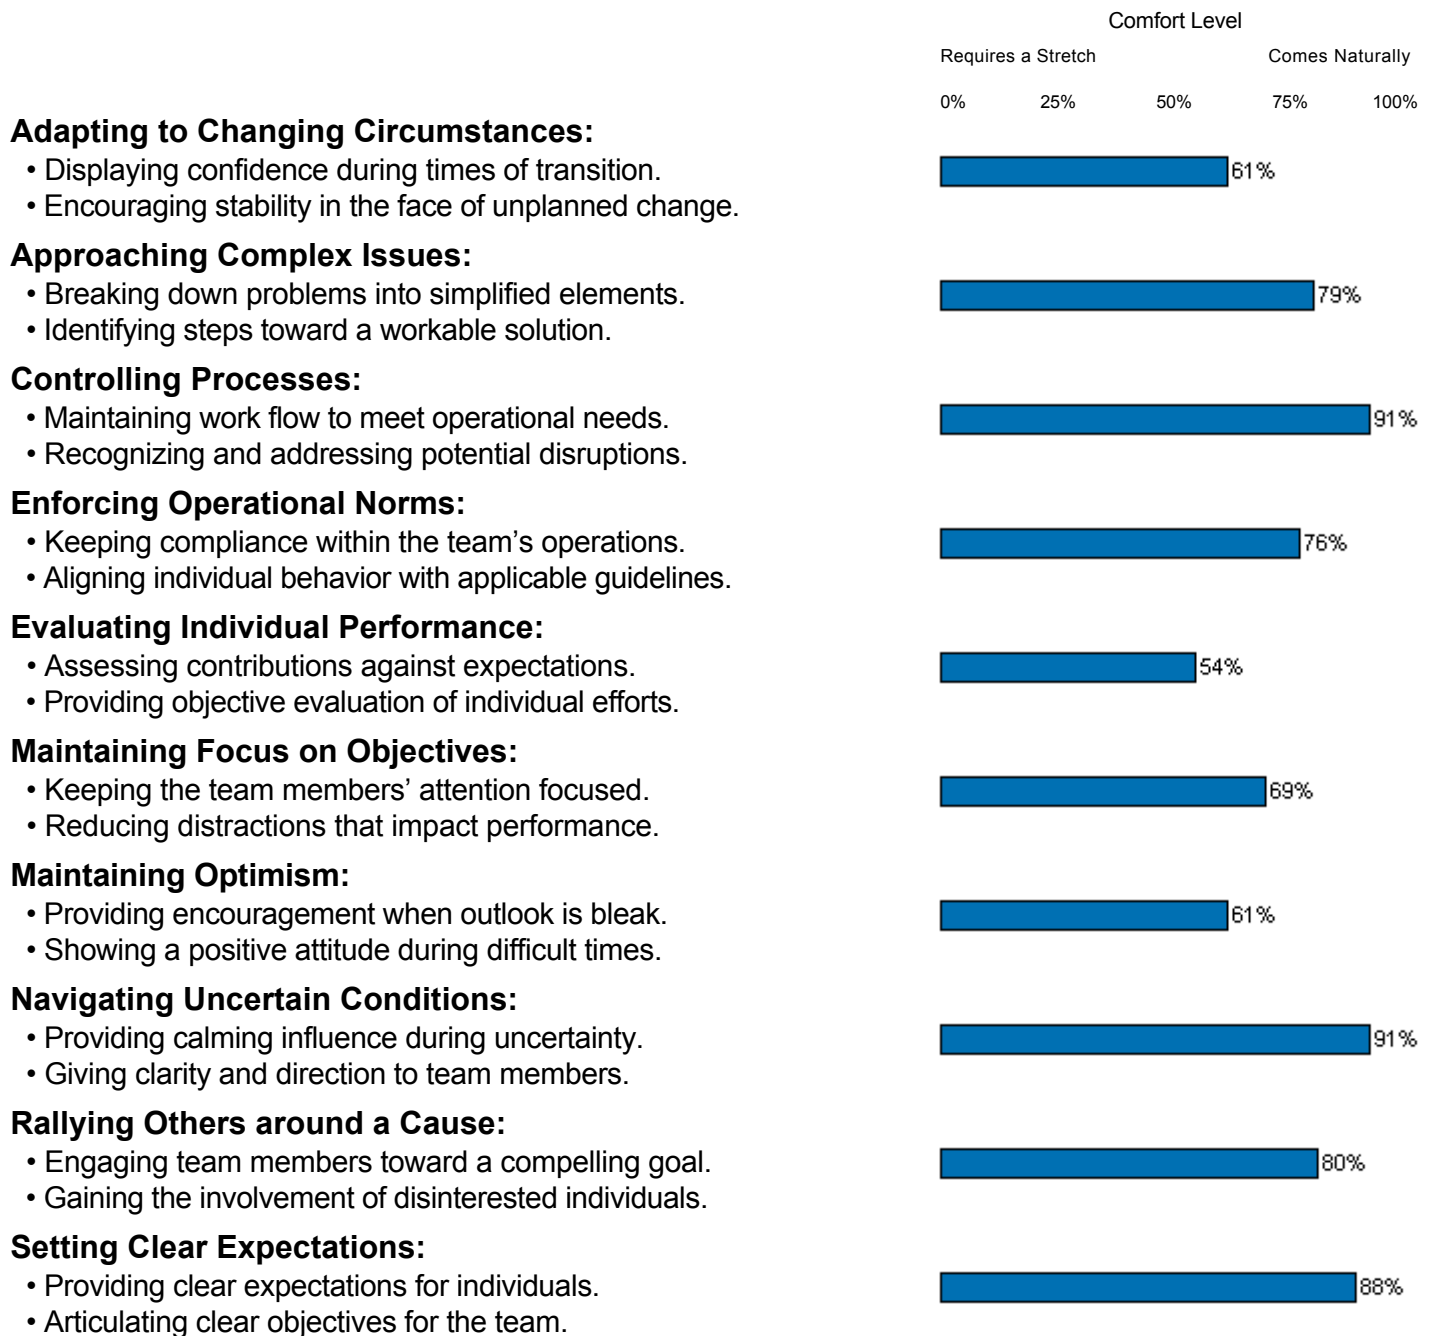 Comfort Level
Requires a Stretch Comes Naturally
0% 25% 50% 75% 100%
Adapting to Changing Circumstances:
• Displaying confidence during times of transition.
61%
• Encouraging stability in the face of unplanned change.
Approaching Complex Issues:
• Breaking down problems into simplified elements.
79%
• Identifying steps toward a workable solution.
Controlling Processes:
• Maintaining work flow to meet operational needs.
91%
• Recognizing and addressing potential disruptions.
Enforcing Operational Norms:
• Keeping compliance within the team’s operations.
76%
• Aligning individual behavior with applicable guidelines.
Evaluating Individual Performance:
• Assessing contributions against expectations.
54%
• Providing objective evaluation of individual efforts.
Maintaining Focus on Objectives:
• Keeping the team members’ attention focused.
69%
• Reducing distractions that impact performance.
Maintaining Optimism:
• Providing encouragement when outlook is bleak.
61%
• Showing a positive attitude during difficult times.
Navigating Uncertain Conditions:
• Providing calming influence during uncertainty.
91%
• Giving clarity and direction to team members.
Rallying Others around a Cause:
• Engaging team members toward a compelling goal.
80%
• Gaining the involvement of disinterested individuals.
Setting Clear Expectations:
• Providing clear expectations for individuals.
88%
• Articulating clear objectives for the team.